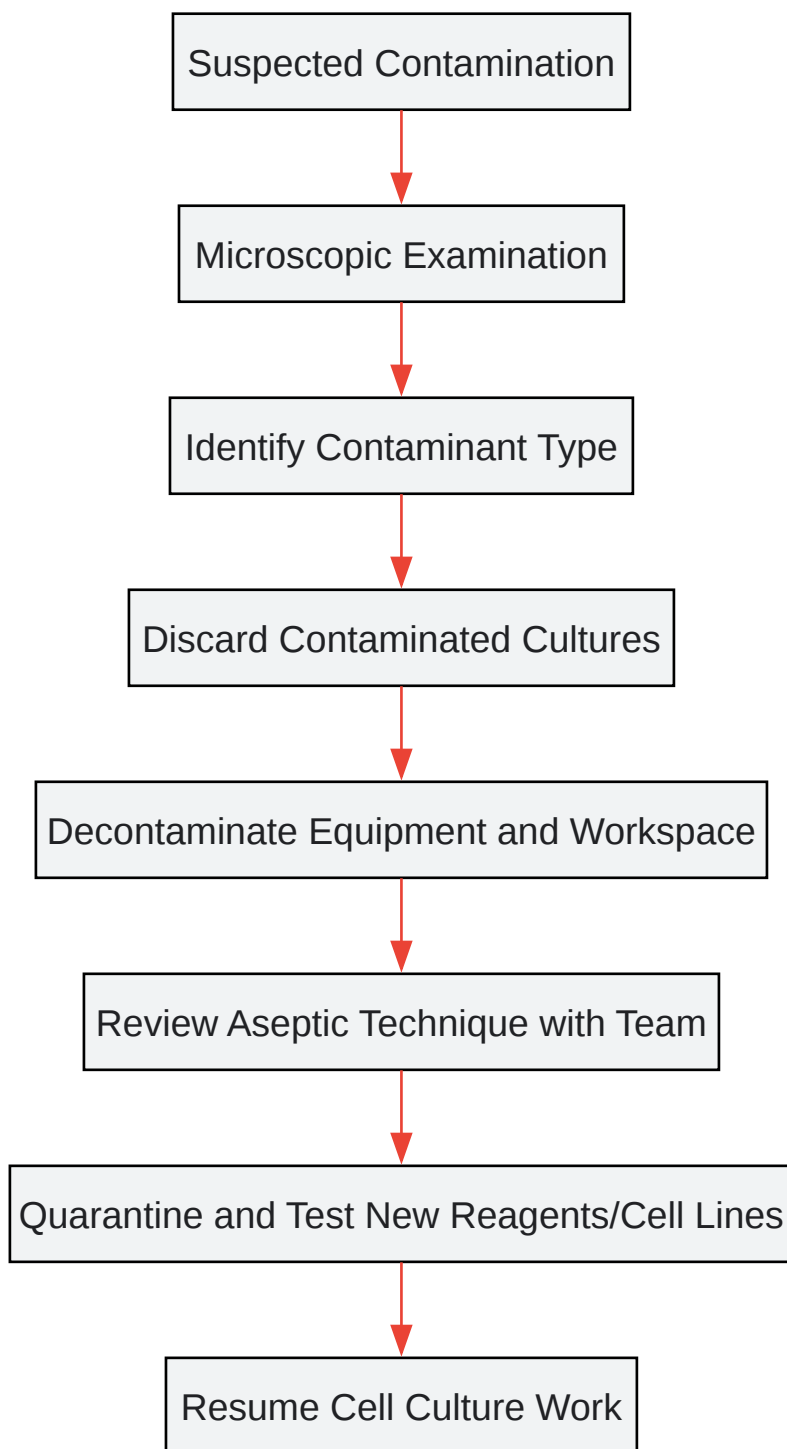 Suspected Contamination
Microscopic Examination
Identify Contaminant Type
Discard Contaminated Cultures
Decontaminate Equipment and Workspace
Review Aseptic Technique with Team
Quarantine and Test New Reagents/Cell Lines
Resume Cell Culture Work